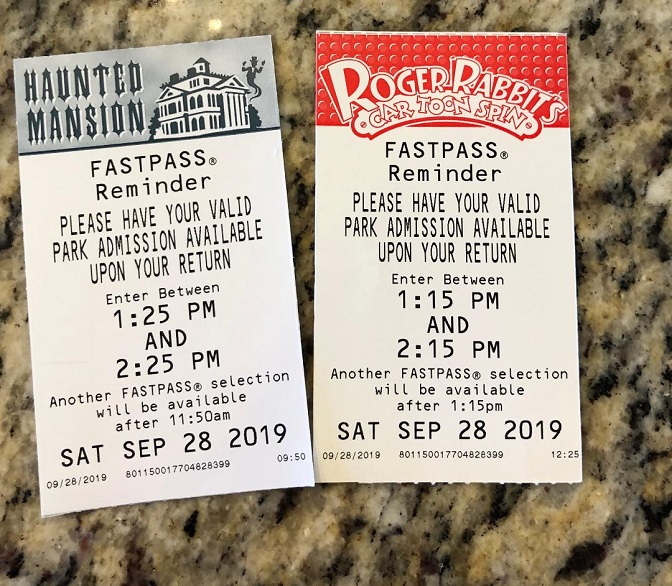 HAUNTED
MANSION
FASTPASS®
Reminder
PLEASE HAVE YOUR VALID
PARK ADMISSION AVAILABLE
UPON YOUR RETURN
Enter Between
1:25 PM
AND
2:25 PM
Another FASTPASS® selection
will be available
after 11:50am
SAT SEP 28 2019
09/28/2019 801150017704828399 09:50
ROGER RABBIT'S
CAR TOON SPIN
FASTPASS®
Reminder
PLEASE HAVE YOUR VALID
PARK ADMISSION AVAILABLE
UPON YOUR RETURN
Enter Between
1:15 PM
AND
2:15 PM
Another FASTPASS® selection
will be available
after 1:15pm
SAT SEP 28 2019
09/28/2019 801150017704828399 12:25